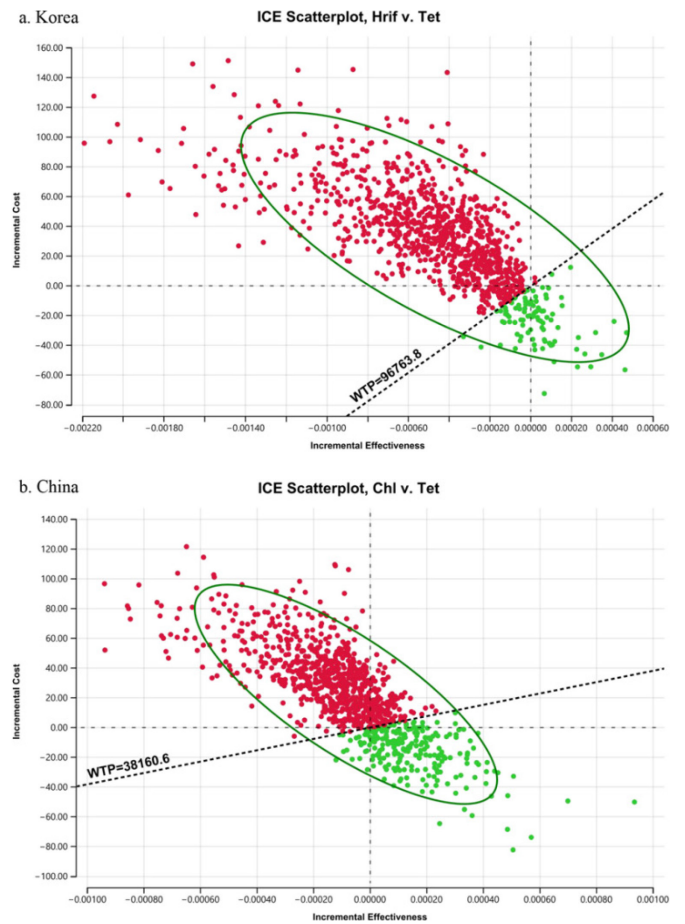 a. Korea
ICE Scatterplot, Hrif v. Tet
160.00
140.00
120.00
100.00
80.00
60.00
40.00
20.00
0.00
−20.00
−40.00
−60.00
−80.00
Incremental Cost
WTP=96763.8
−0.00220 −0.00180 −0.00140 −0.00100 −0.00060 −0.00020 0.00000 0.00020 0.00040 0.00060
Incremental Effectiveness
b. China
ICE Scatterplot, Chl v. Tet
140.00
120.00
100.00
80.00
60.00
40.00
20.00
0.00
−20.00
−40.00
−60.00
−80.00
−100.00
Incremental Cost
WTP=38160.6
−0.00100 −0.00080 −0.00060 −0.00040 −0.00020 0.00000 0.00020 0.00040 0.00060 0.00080 0.00100
Incremental Effectiveness